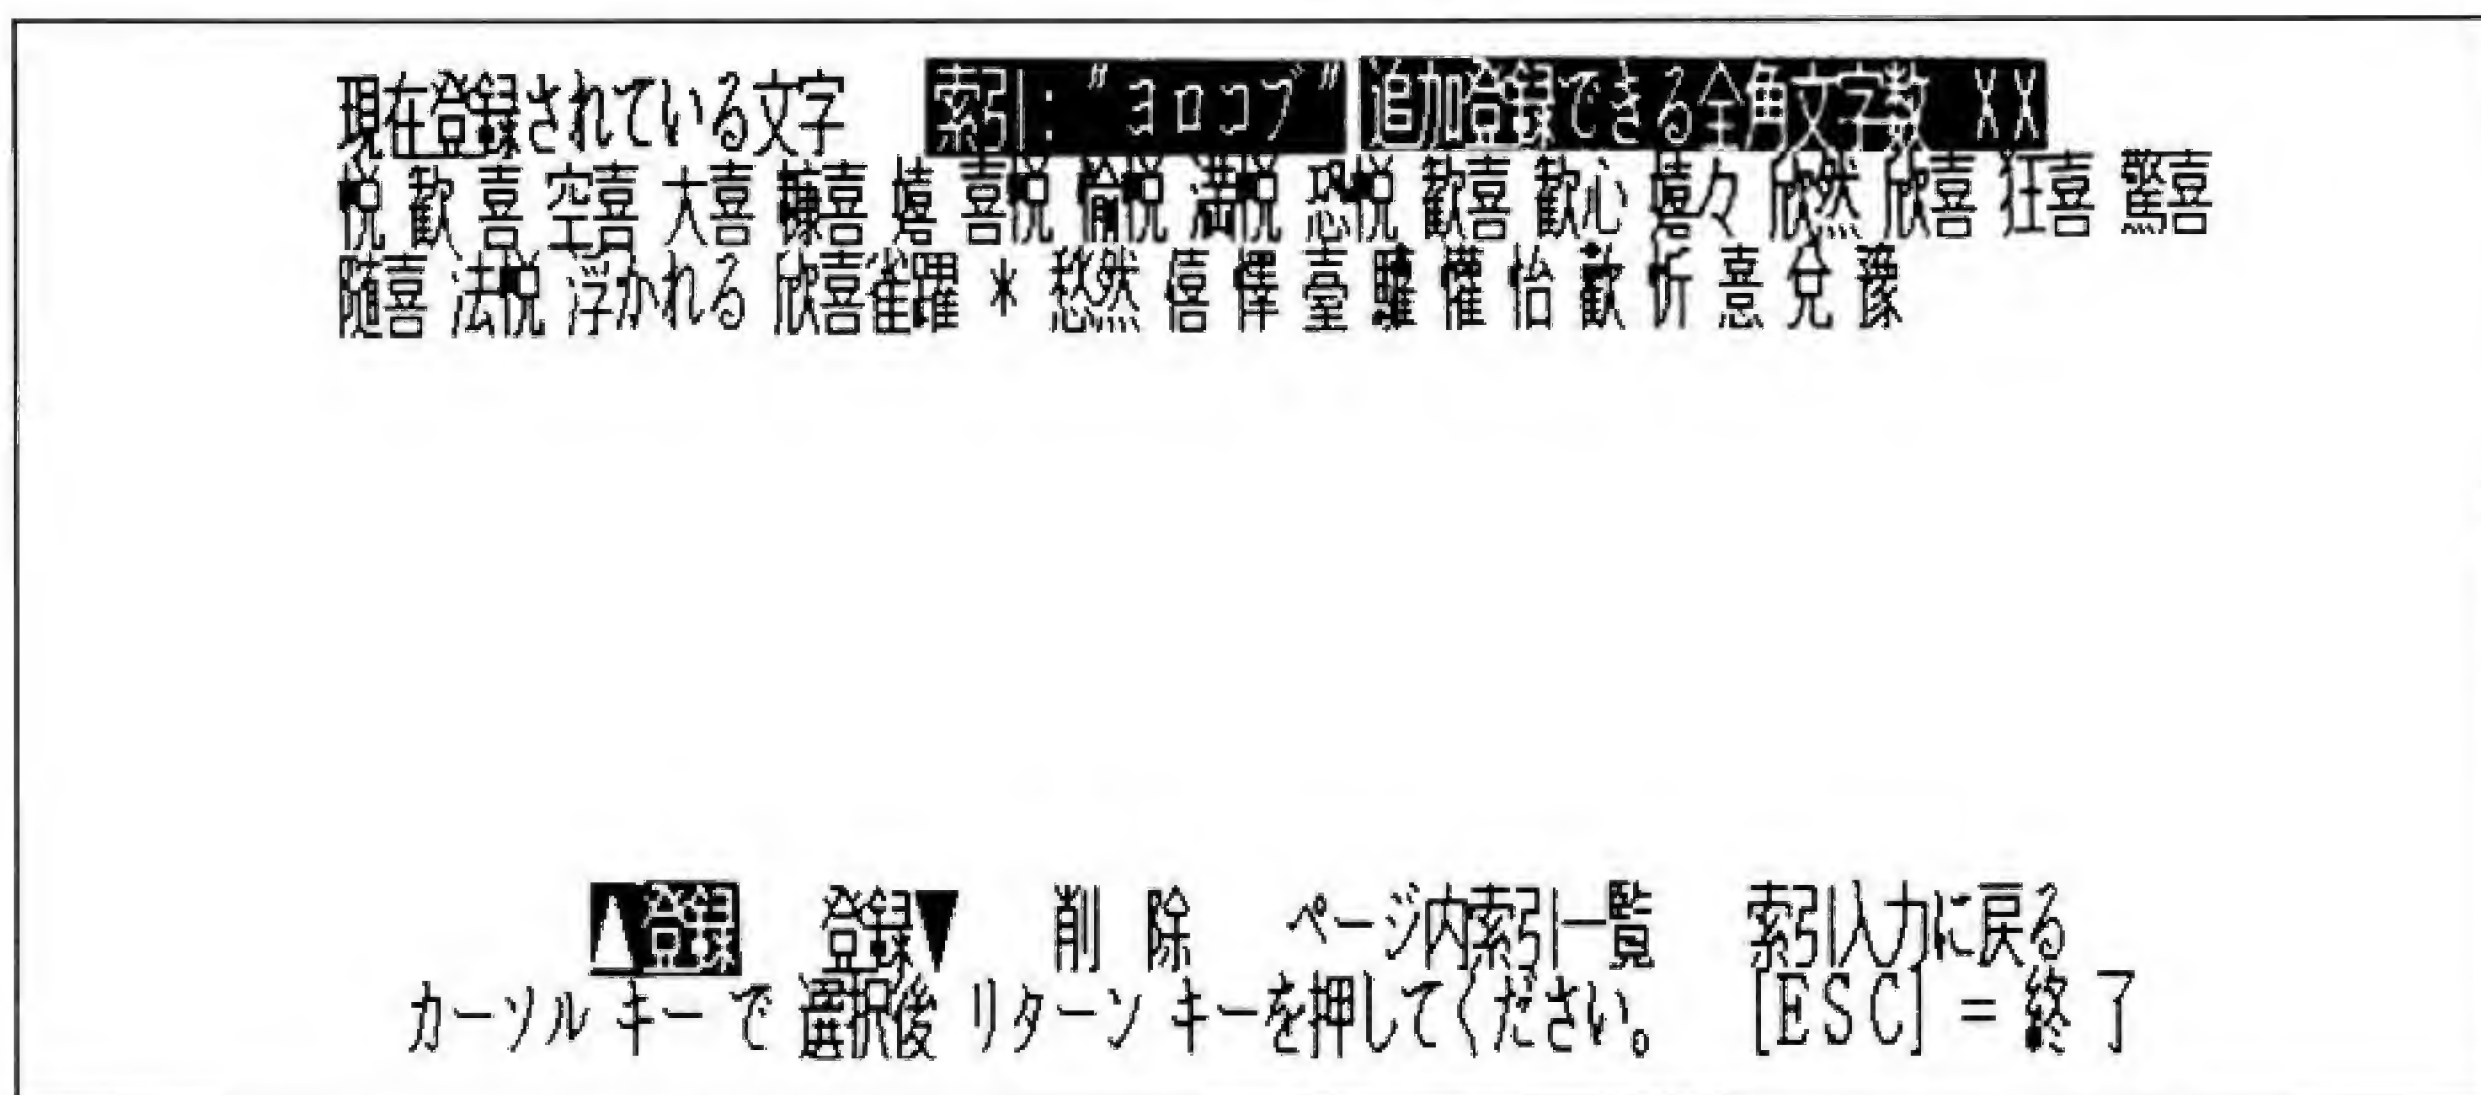 現在登録されている文字 索引:"ヨロコブ" 追加登録できる全角文字数 XX
悦 歓 喜 空喜 大喜 糠喜 嬉 喜悦 愉悦 満悦 恐悦 歓喜 歓心 嘻々 欣然 欣喜 狂喜 驚喜
随喜 法悦 浮かれる 欣喜雀躍 * 憖然 僖 懌 驩 懽 怡 歡 忻 憙 兌 豫
▲登録 登録▼ 削 除 ページ内索引一覧 索引入力に戻る
カーソル キー で 選択後 リターン キーを押してください。 [ESC] = 終 了